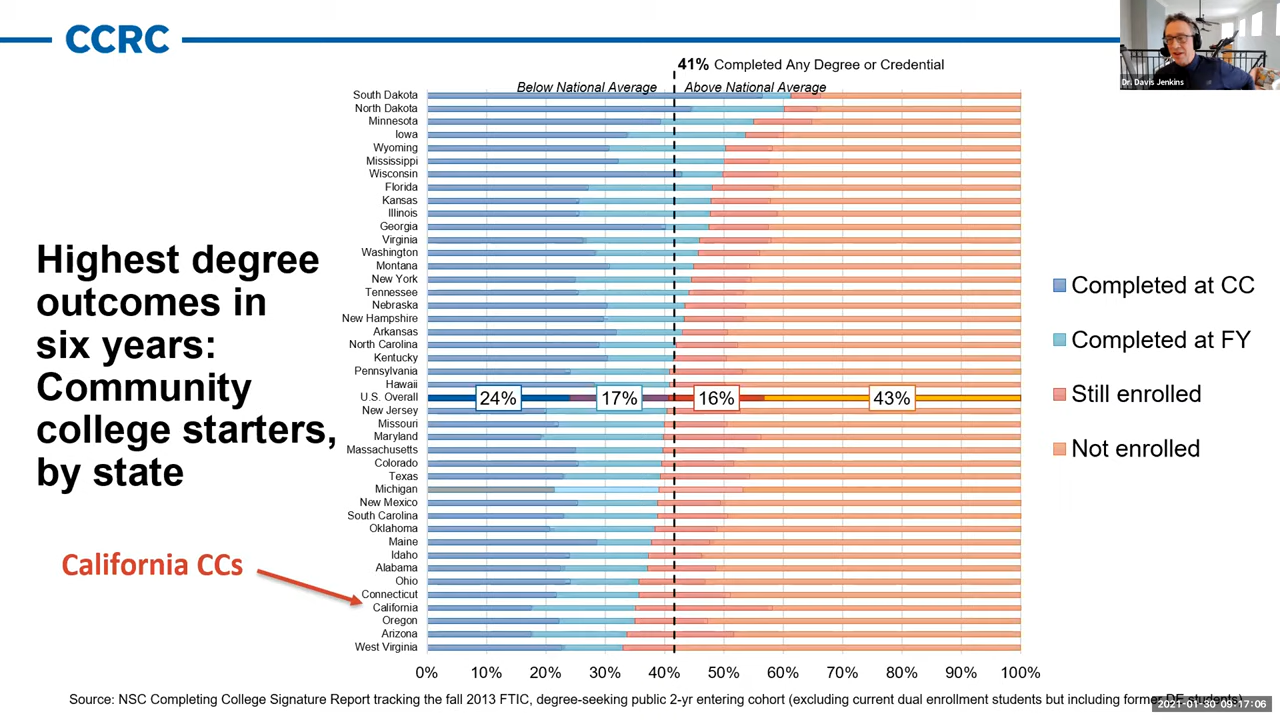 CCRC
Dr. Davis Jenkins
41% Completed Any Degree or Credential
Below National Average
Above National Average
South Dakota
North Dakota
Minnesota
Iowa
Wyoming
Mississippi
Wisconsin
Florida
Kansas
Illinois
Georgia
Virginia
Washington
Montana
New York
Tennessee
Nebraska
New Hampshire
Arkansas
North Carolina
Kentucky
Pennsylvania
Hawaii
U.S. Overall
24%
17%
16%
43%
New Jersey
Missouri
Maryland
Massachusetts
Colorado
Texas
Michigan
New Mexico
South Carolina
Oklahoma
Maine
Idaho
Alabama
Ohio
Connecticut
California
Oregon
Arizona
West Virginia
0% 10% 20% 30% 40% 50% 60% 70% 80% 90% 100%
Highest degree
outcomes in
six years:
Community
college starters,
by state
California CCs
Completed at CC
Completed at FY
Still enrolled
Not enrolled
Source: NSC Completing College Signature Report tracking the fall 2013 FTIC, degree-seeking public 2-yr entering cohort (excluding current dual enrollment students but including former DE students)
2021-01-30 09:17:06